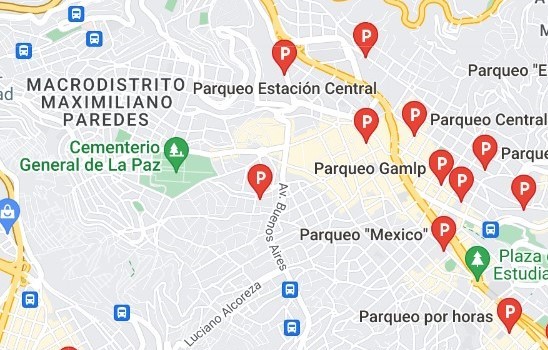 Parqueo "E
Parqueo Estación Central
MACRODISTRITO
MAXIMILIANO
PAREDES
Parqueo Central
Cementerio
General de La Paz
Parque
Parqueo Gamlp
ad
Av. Buenos Aires
Parqueo "Mexico"
Plaza d
Estudia
Luciano Alcoreza
Parqueo por horas